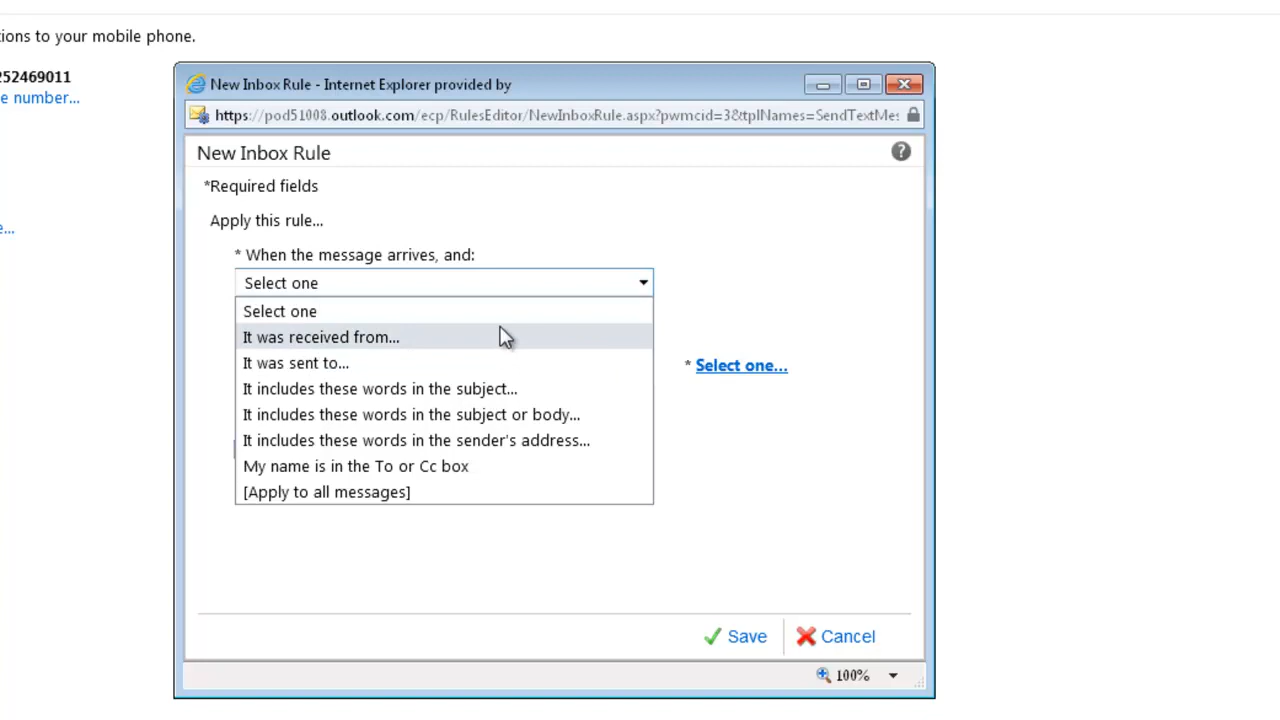 ions to your mobile phone.
252469011
e number...
e...
New Inbox Rule - Internet Explorer provided by
https://pod51008.outlook.com/ecp/RulesEditor/NewInboxRule.aspx?pwmcid=3&tplNames=SendTextMes
New Inbox Rule
*Required fields
Apply this rule...
* When the message arrives, and:
Select one
Select one
It was received from...
It was sent to...
* Select one...
It includes these words in the subject...
It includes these words in the subject or body...
It includes these words in the sender's address...
My name is in the To or Cc box
[Apply to all messages]
Save
Cancel
100%